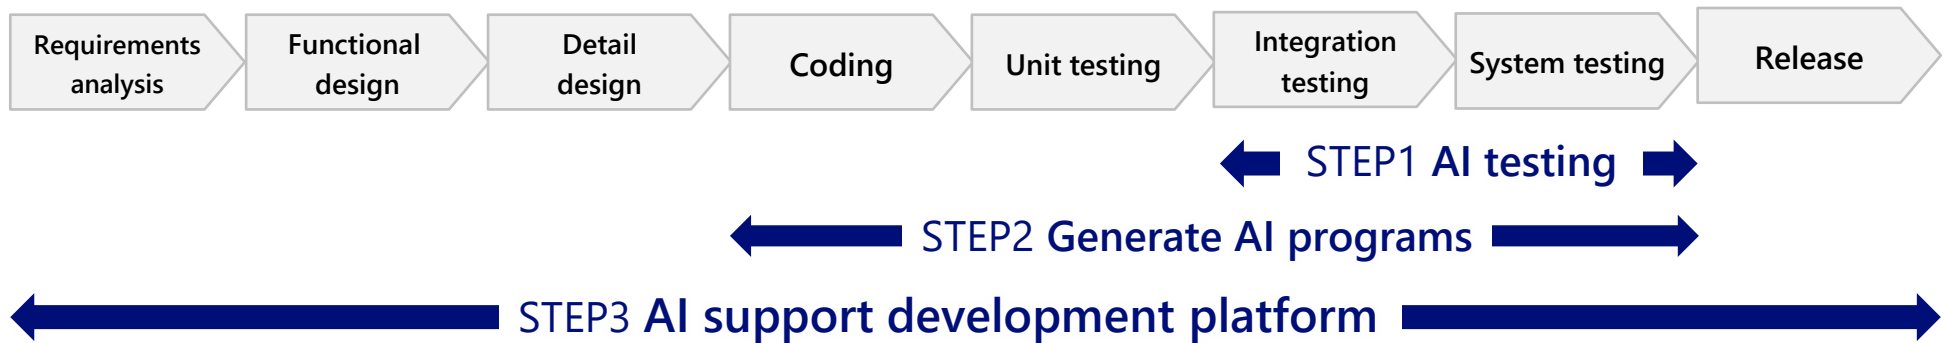 Requirements
analysis
Functional
design
Detail
design
Coding
Unit testing
Integration
testing
System testing
Release
STEP1 AI testing
STEP2 Generate AI programs
STEP3 AI support development platform